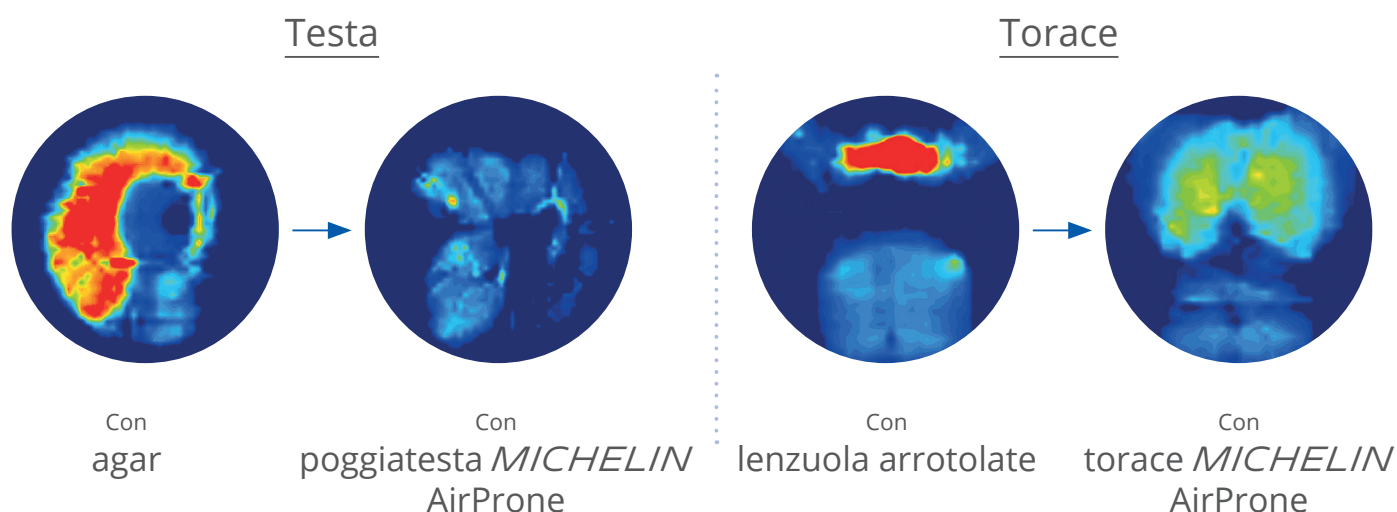 Testa
Torace
Con
agar
Con
poggiatesta MICHELIN
AirProne
Con
lenzuola arrotolate
Con
torace MICHELIN
AirProne